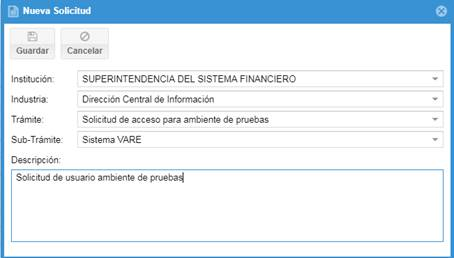 Nueva Solicitud
Guardar Cancelar
Institución: SUPERINTENDENCIA DEL SISTEMA FINANCIERO
Industria: Dirección Central de Información
Trámite: Solicitud de acceso para ambiente de pruebas
Sub-Trámite: Sistema VARE
Descripción:
Solicitud de usuario ambiente de pruebas